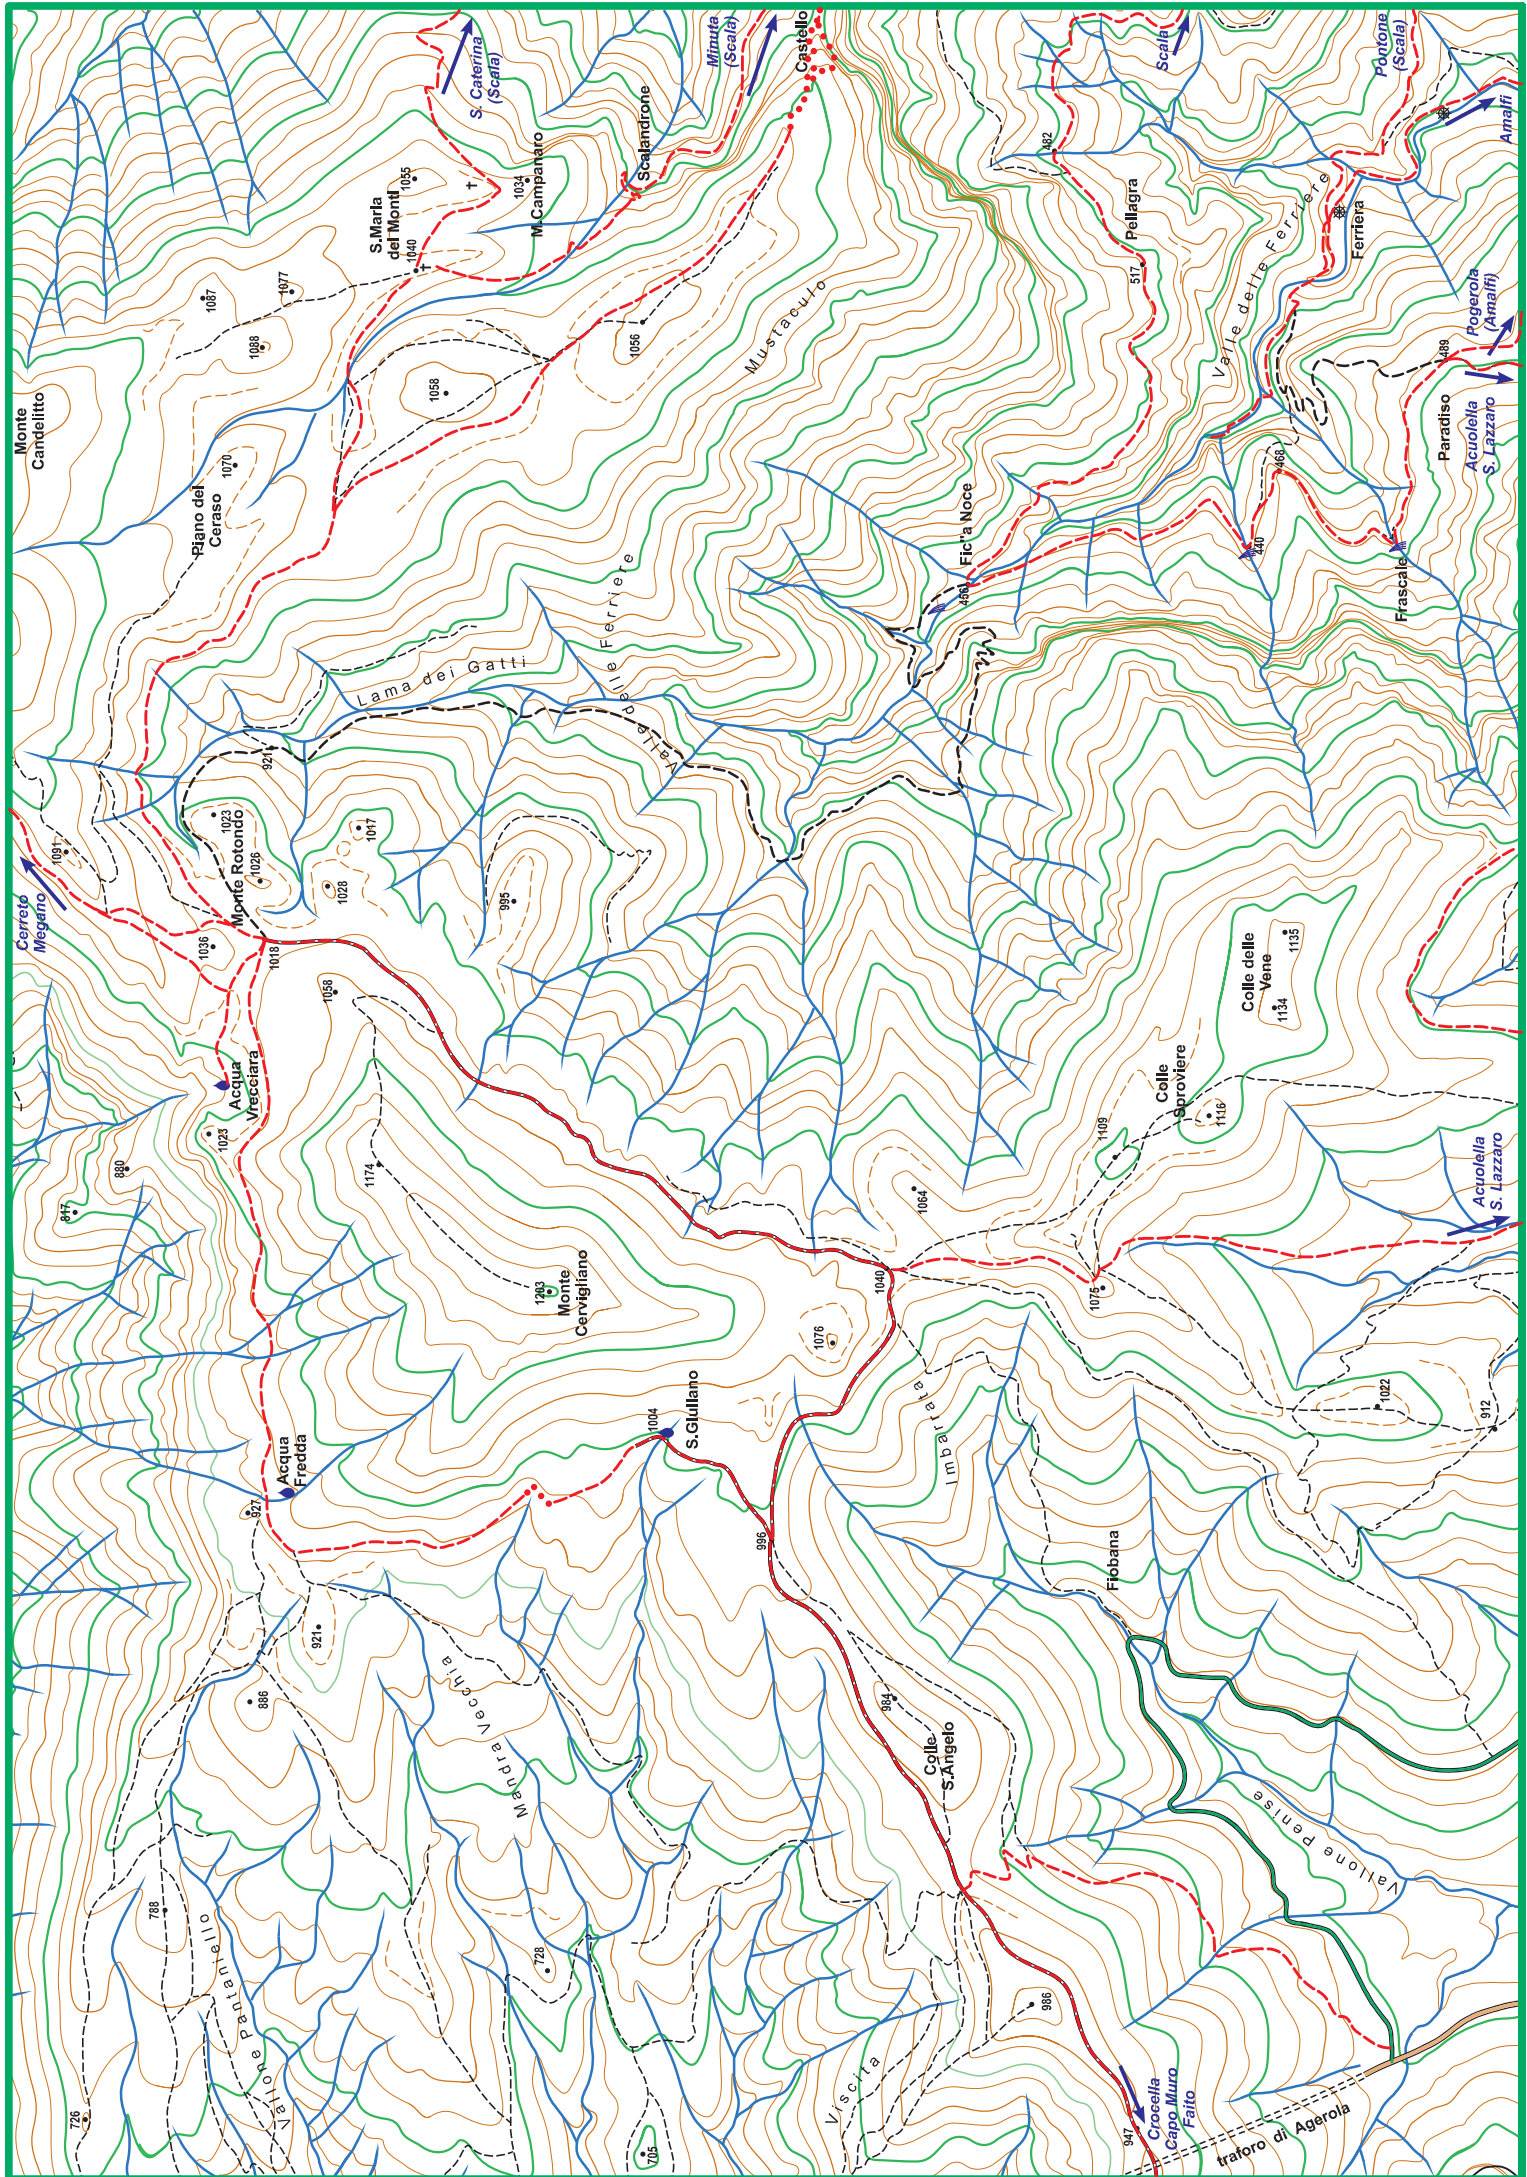 S. Caterina
(Scala)
Minuta
(Scala)
Castello
Scala
Pontone
(Scala)
Amalfi
Scalandrone
482
1055
S.Maria
dei Monti
1040
1034
M.Campanaro
Pellagra
517
Valle delle Ferriere
Ferriera
Pogerola
(Amalfi)
489
1087
1077
1088
1056
Mustaculo
1058
Monte
Candelitto
1070
Piano del
Ceraso
Paradiso
Acuolella
S. Lazzaro
468
440
Fic''a Noce
456
Frascale
Valle delle Ferriere
Lama dei Gatti
921
1023
Monte Rotondo
1026
1017
1028
1091
Cerreto
Megano
1036
1018
995
1058
Colle delle
Vene
1135
1134
Acqua
Vrecciara
1023
880
817
1174
1109
Colle
Sproviere
1116
1064
Acuolella
S. Lazzaro
1203
Monte
Cervigliano
1040
1075
1076
1004
S.Giuliano
Imbarrata
1022
912
Acqua
Fredda
927
996
Fiobana
921
886
Mandra Vecchia
984
Colle
S.Angelo
Vallone Penise
788
Vallone Pantaniello
728
986
726
705
Viscita
947
Crocella
Capo Muro
Faito
traforo di Agerola